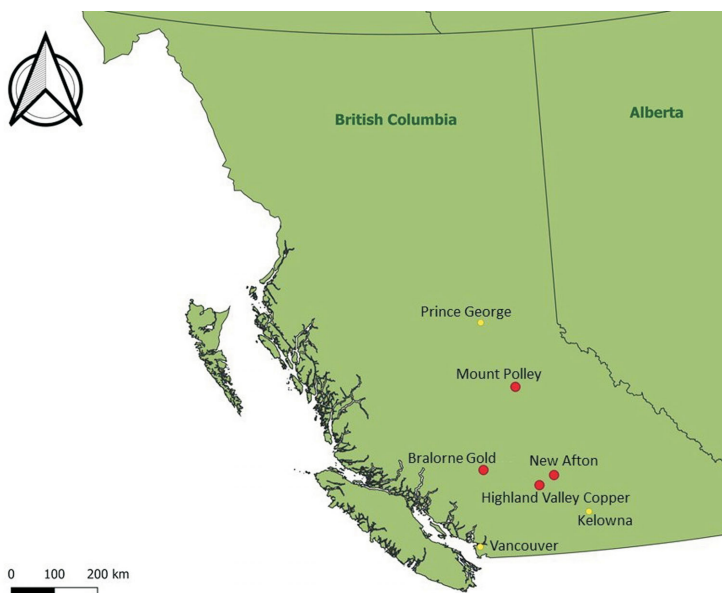 British Columbia
Alberta
Prince George
Mount Polley
Bralorne Gold
New Afton
Highland Valley Copper
Kelowna
Vancouver
0 100 200 km